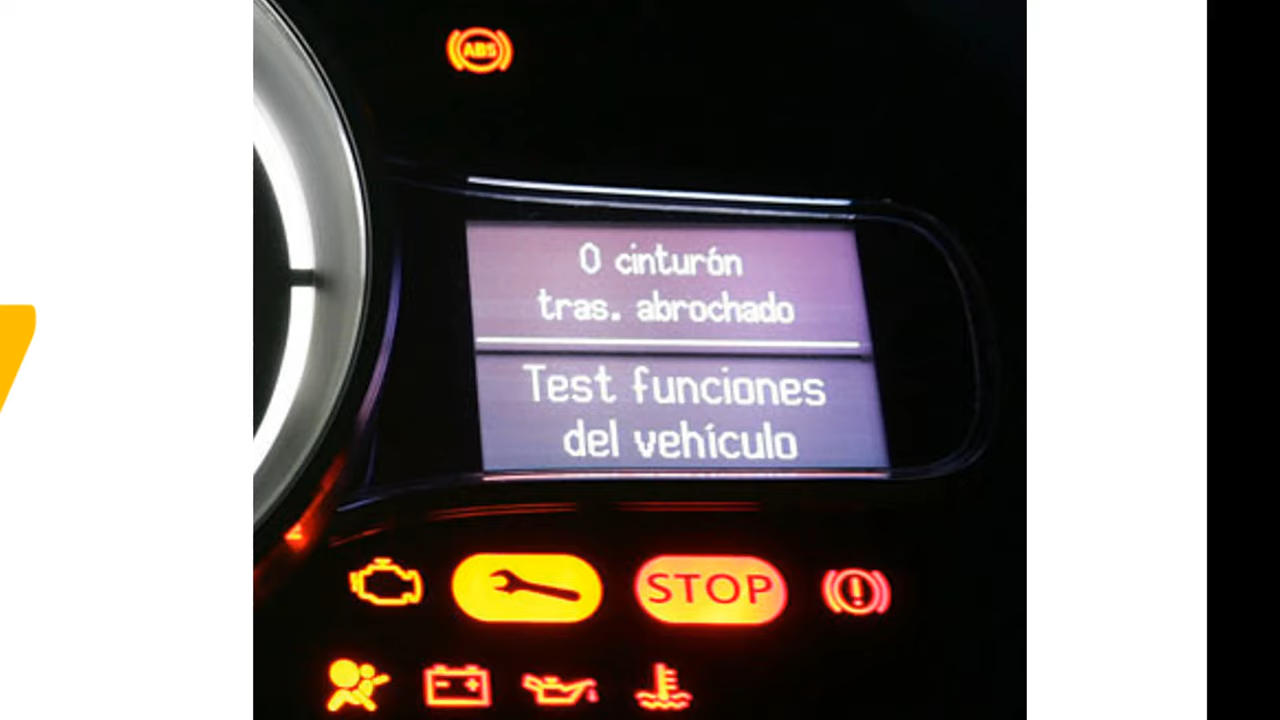 ABS
0 cinturón
tras. abrochado
Test funciones
del vehículo
STOP